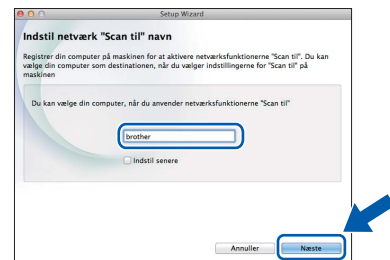 Setup Wizard
Indstil netværk "Scan til" navn
Registrer din computer på maskinen for at aktivere netværksfunktionerne "Scan til". Du kan
vælge din computer som destinationen, når du vælger indstillingerne for "Scan til" på
maskinen
Du kan vælge din computer, når du anvender netværksfunktionerne "Scan til"
brother
Indstil senere
Annuller
Næste